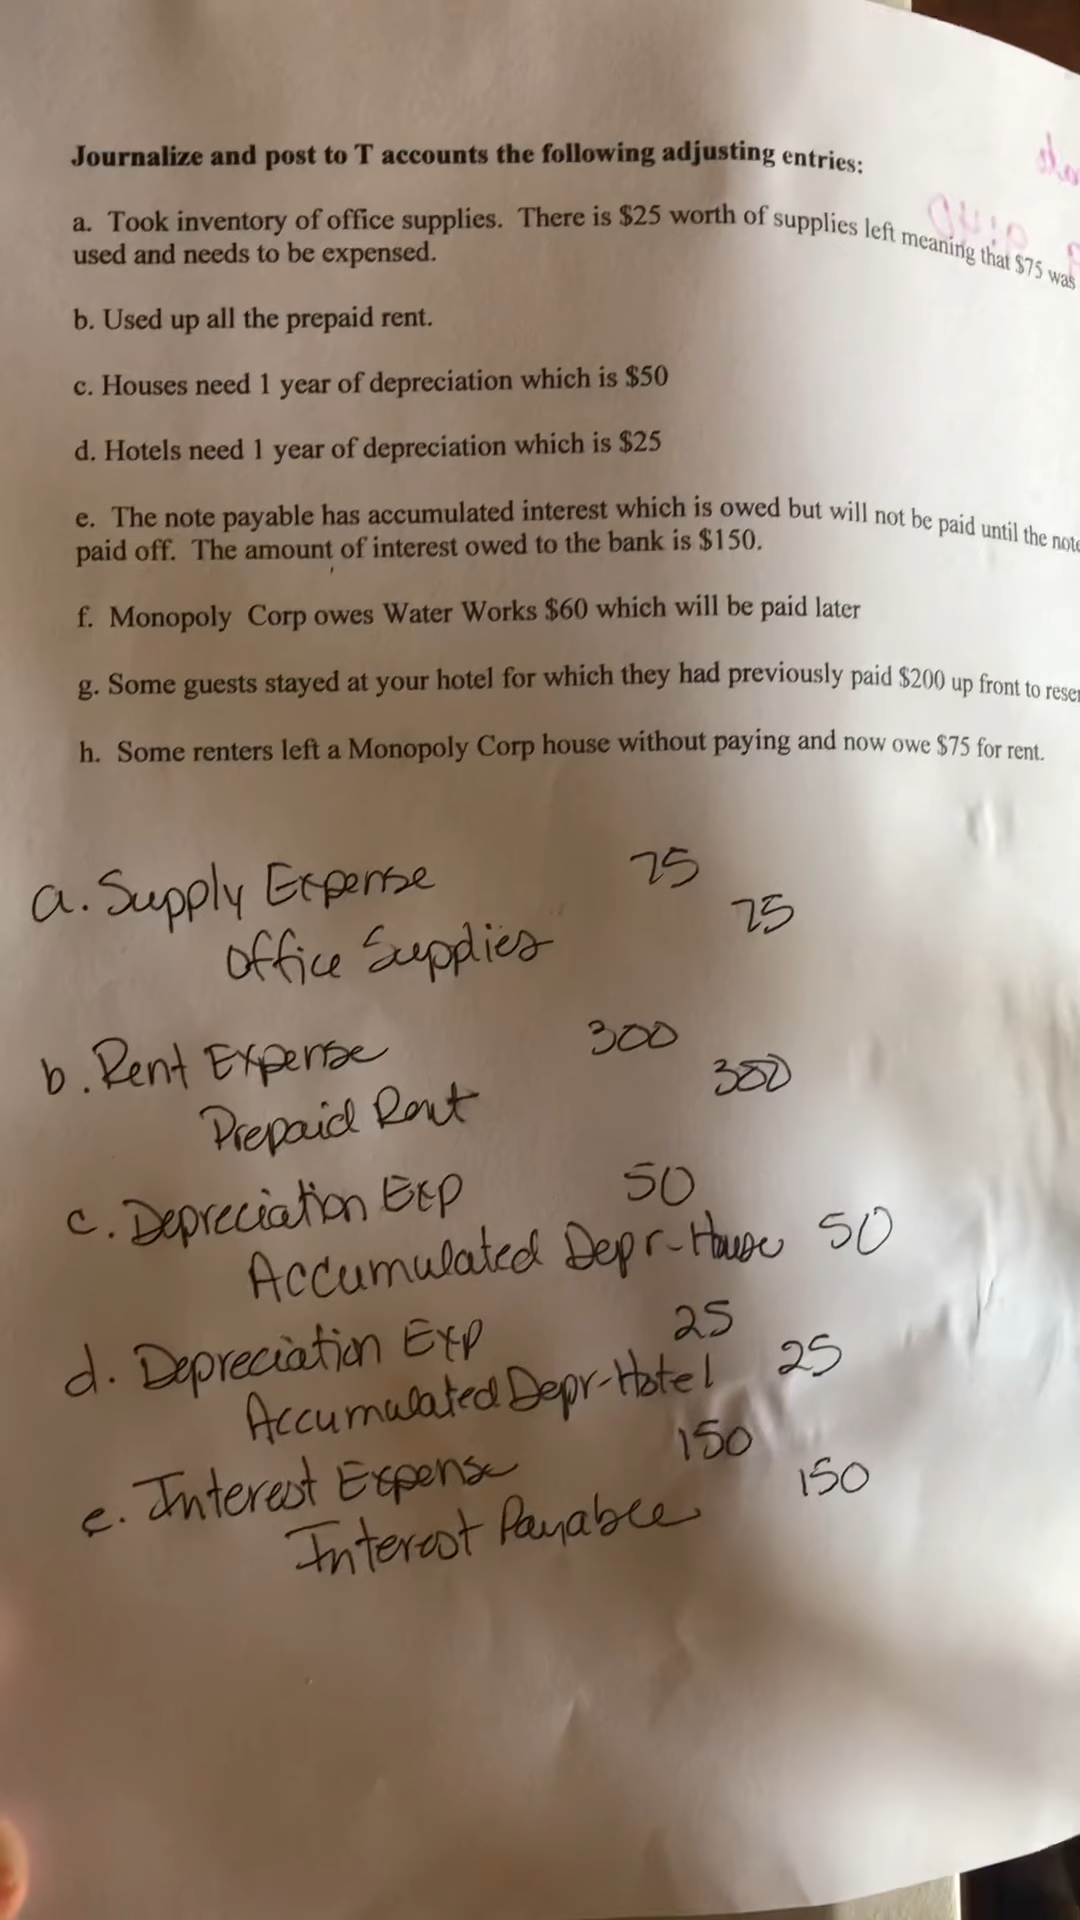 Journalize and post to T accounts the following adjusting entries:
a. Took inventory of office supplies. There is $25 worth of supplies left meaning that $75 was
used and needs to be expensed.
b. Used up all the prepaid rent.
c. Houses need 1 year of depreciation which is $50
d. Hotels need 1 year of depreciation which is $25
e. The note payable has accumulated interest which is owed but will not be paid until the note
paid off. The amount of interest owed to the bank is $150.
f. Monopoly Corp owes Water Works $60 which will be paid later
g. Some guests stayed at your hotel for which they had previously paid $200 up front to
h. Some renters left a Monopoly Corp house without paying and now owe $75 for rent.
a. Supply Expense 75
Office Supplies 75
b. Rent Expense 300
Prepaid Rent 300
c. Depreciation Exp 50
Accumulated Depr-House 50
d. Depreciation Exp 25
Accumulated Depr-Hotel 25
e. Interest Expense 150
Interest Payable 150